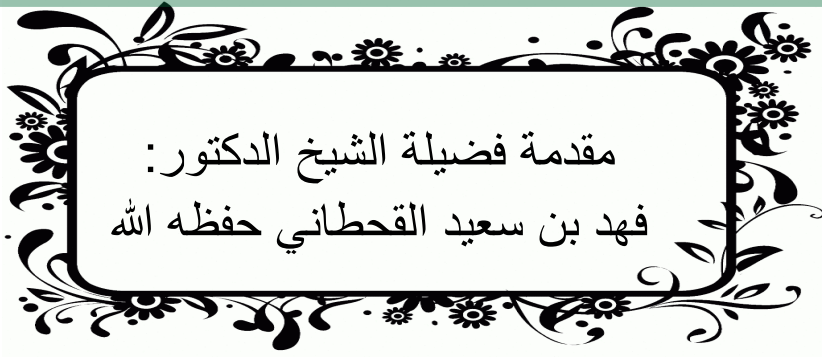 مقدمة فضيلة الشيخ الدكتور:
فهد بن سعيد القحطاني حفظه الله